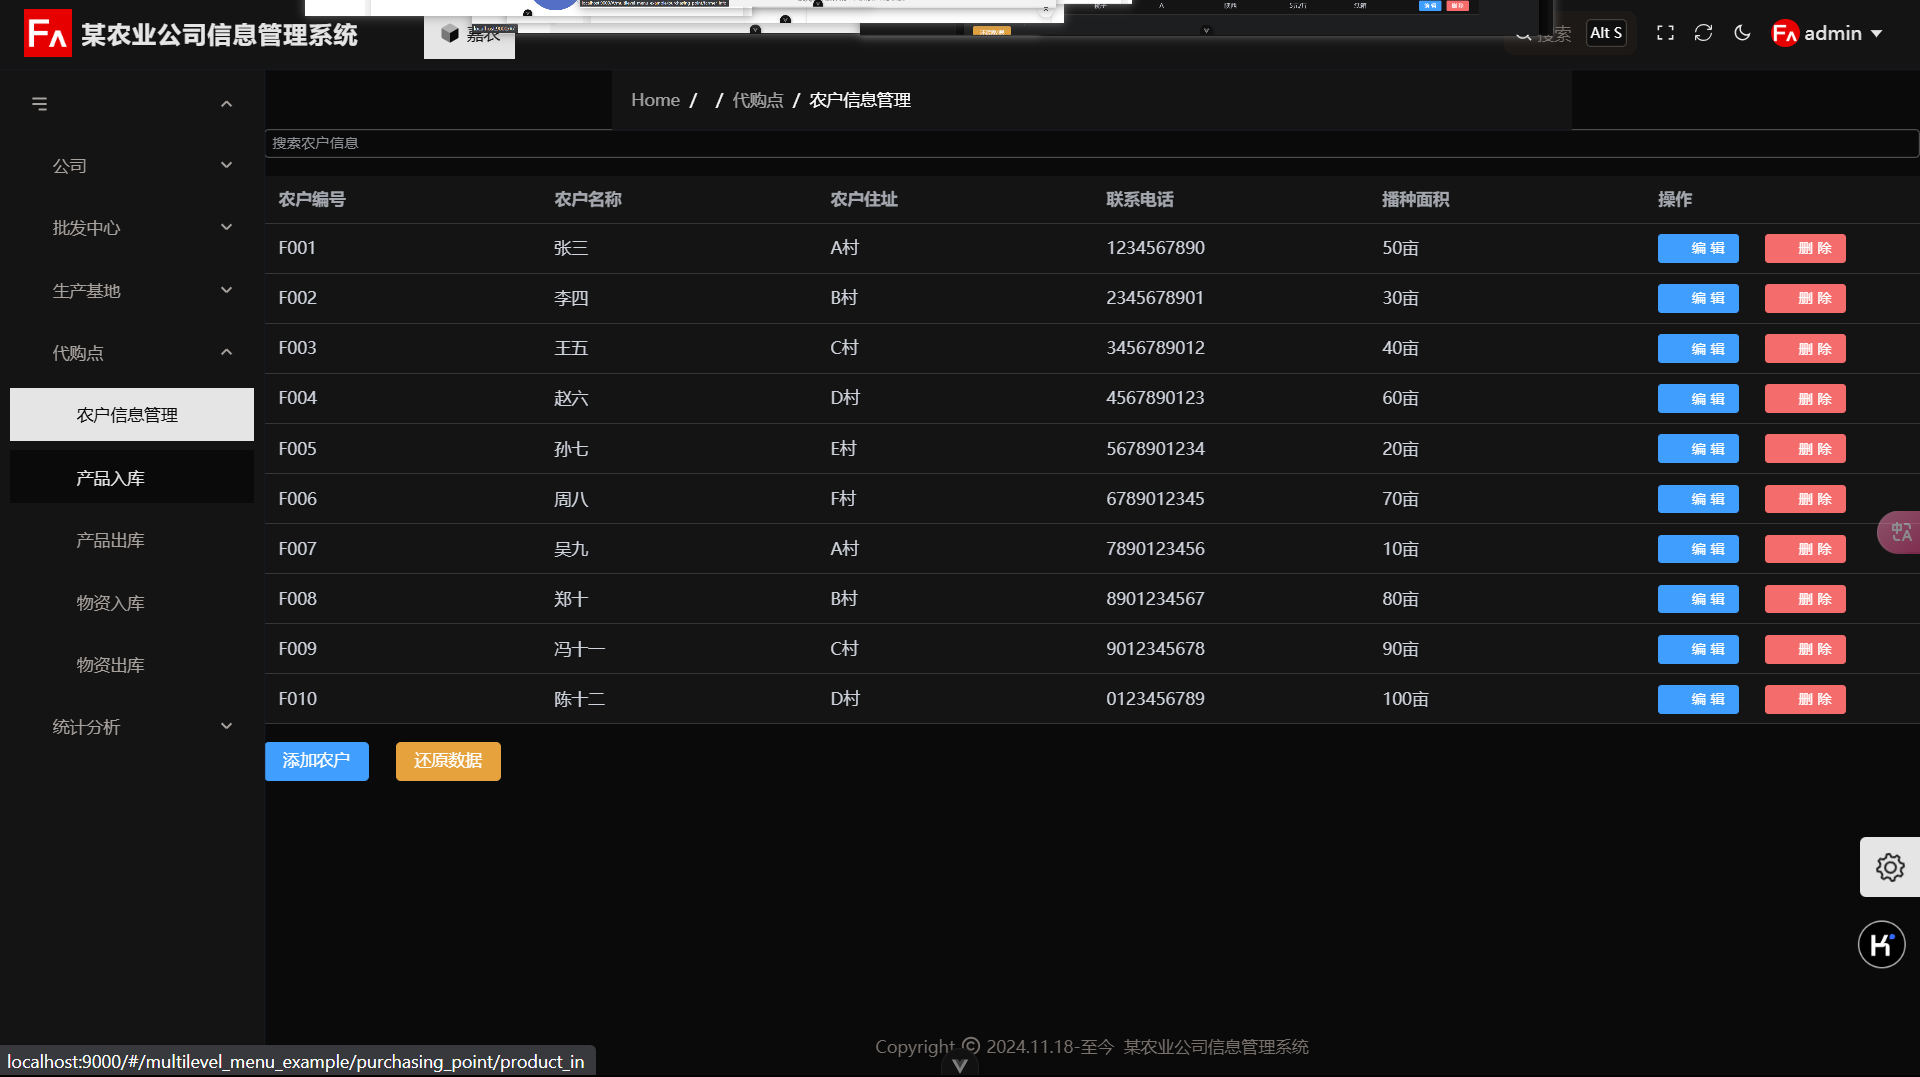 某农业公司信息管理系统
嘉农
搜索 Alt S
admin
Home / / 代购点 / 农户信息管理
搜索农户信息
公司
批发中心
生产基地
代购点
农户信息管理
产品入库
产品出库
物资入库
物资出库
统计分析
农户编号 农户名称 农户住址 联系电话 播种面积 操作
F001 张三 A村 1234567890 50亩 编辑 删除
F002 李四 B村 2345678901 30亩 编辑 删除
F003 王五 C村 3456789012 40亩 编辑 删除
F004 赵六 D村 4567890123 60亩 编辑 删除
F005 孙七 E村 5678901234 20亩 编辑 删除
F006 周八 F村 6789012345 70亩 编辑 删除
F007 吴九 A村 7890123456 10亩 编辑 删除
F008 郑十 B村 8901234567 80亩 编辑 删除
F009 冯十一 C村 9012345678 90亩 编辑 删除
F010 陈十二 D村 0123456789 100亩 编辑 删除
添加农户 还原数据
Copyright © 2024.11.18-至今 某农业公司信息管理系统
localhost:9000/#/multilevel_menu_example/purchasing_point/product_in